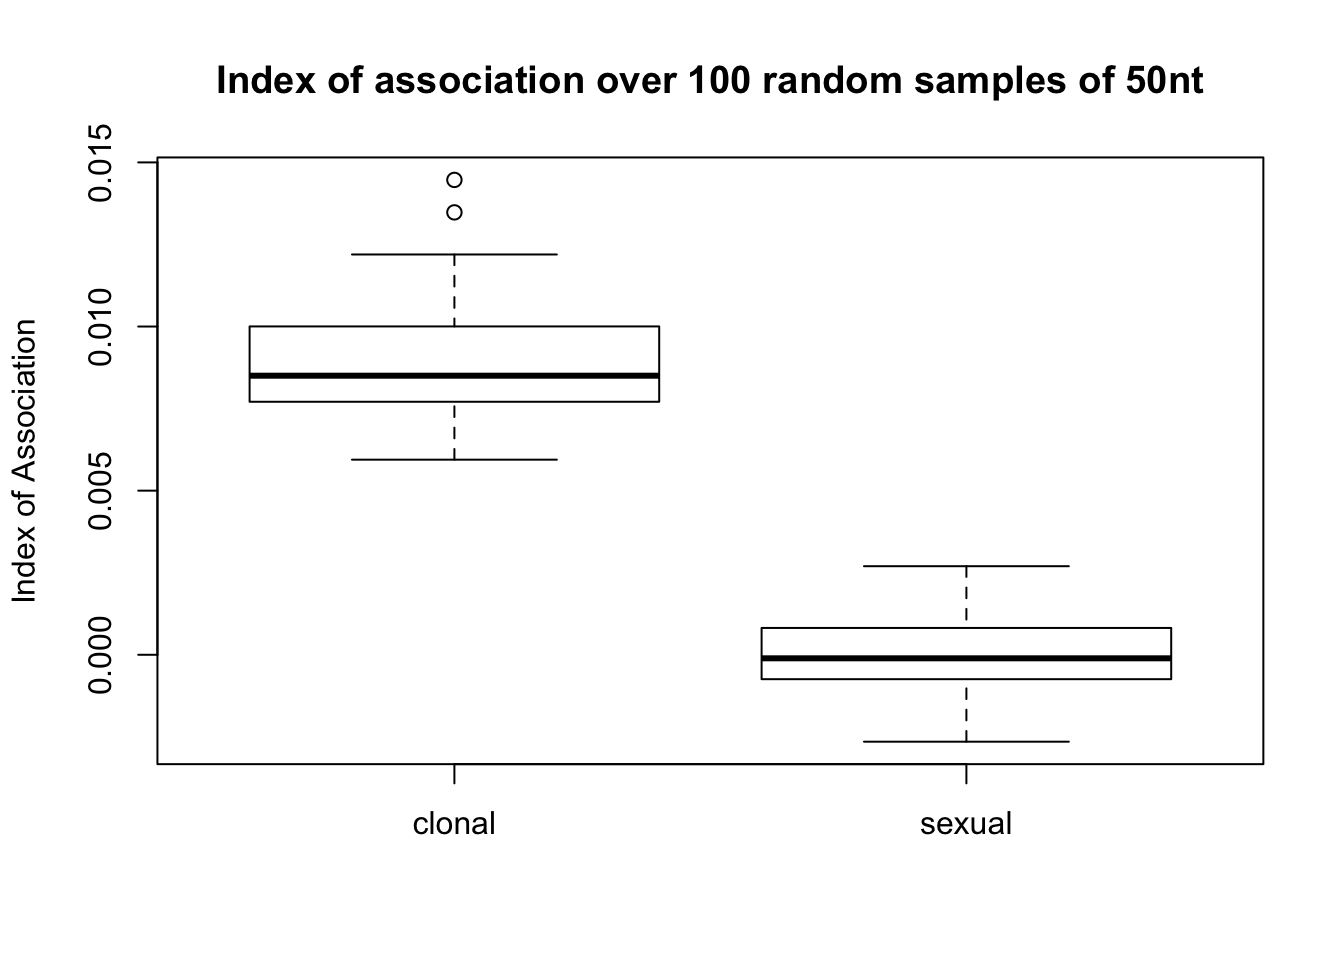 Index of association over 100 random samples of 50nt
Index of Association
0.015
0.010
0.005
0.000
clonal
sexual